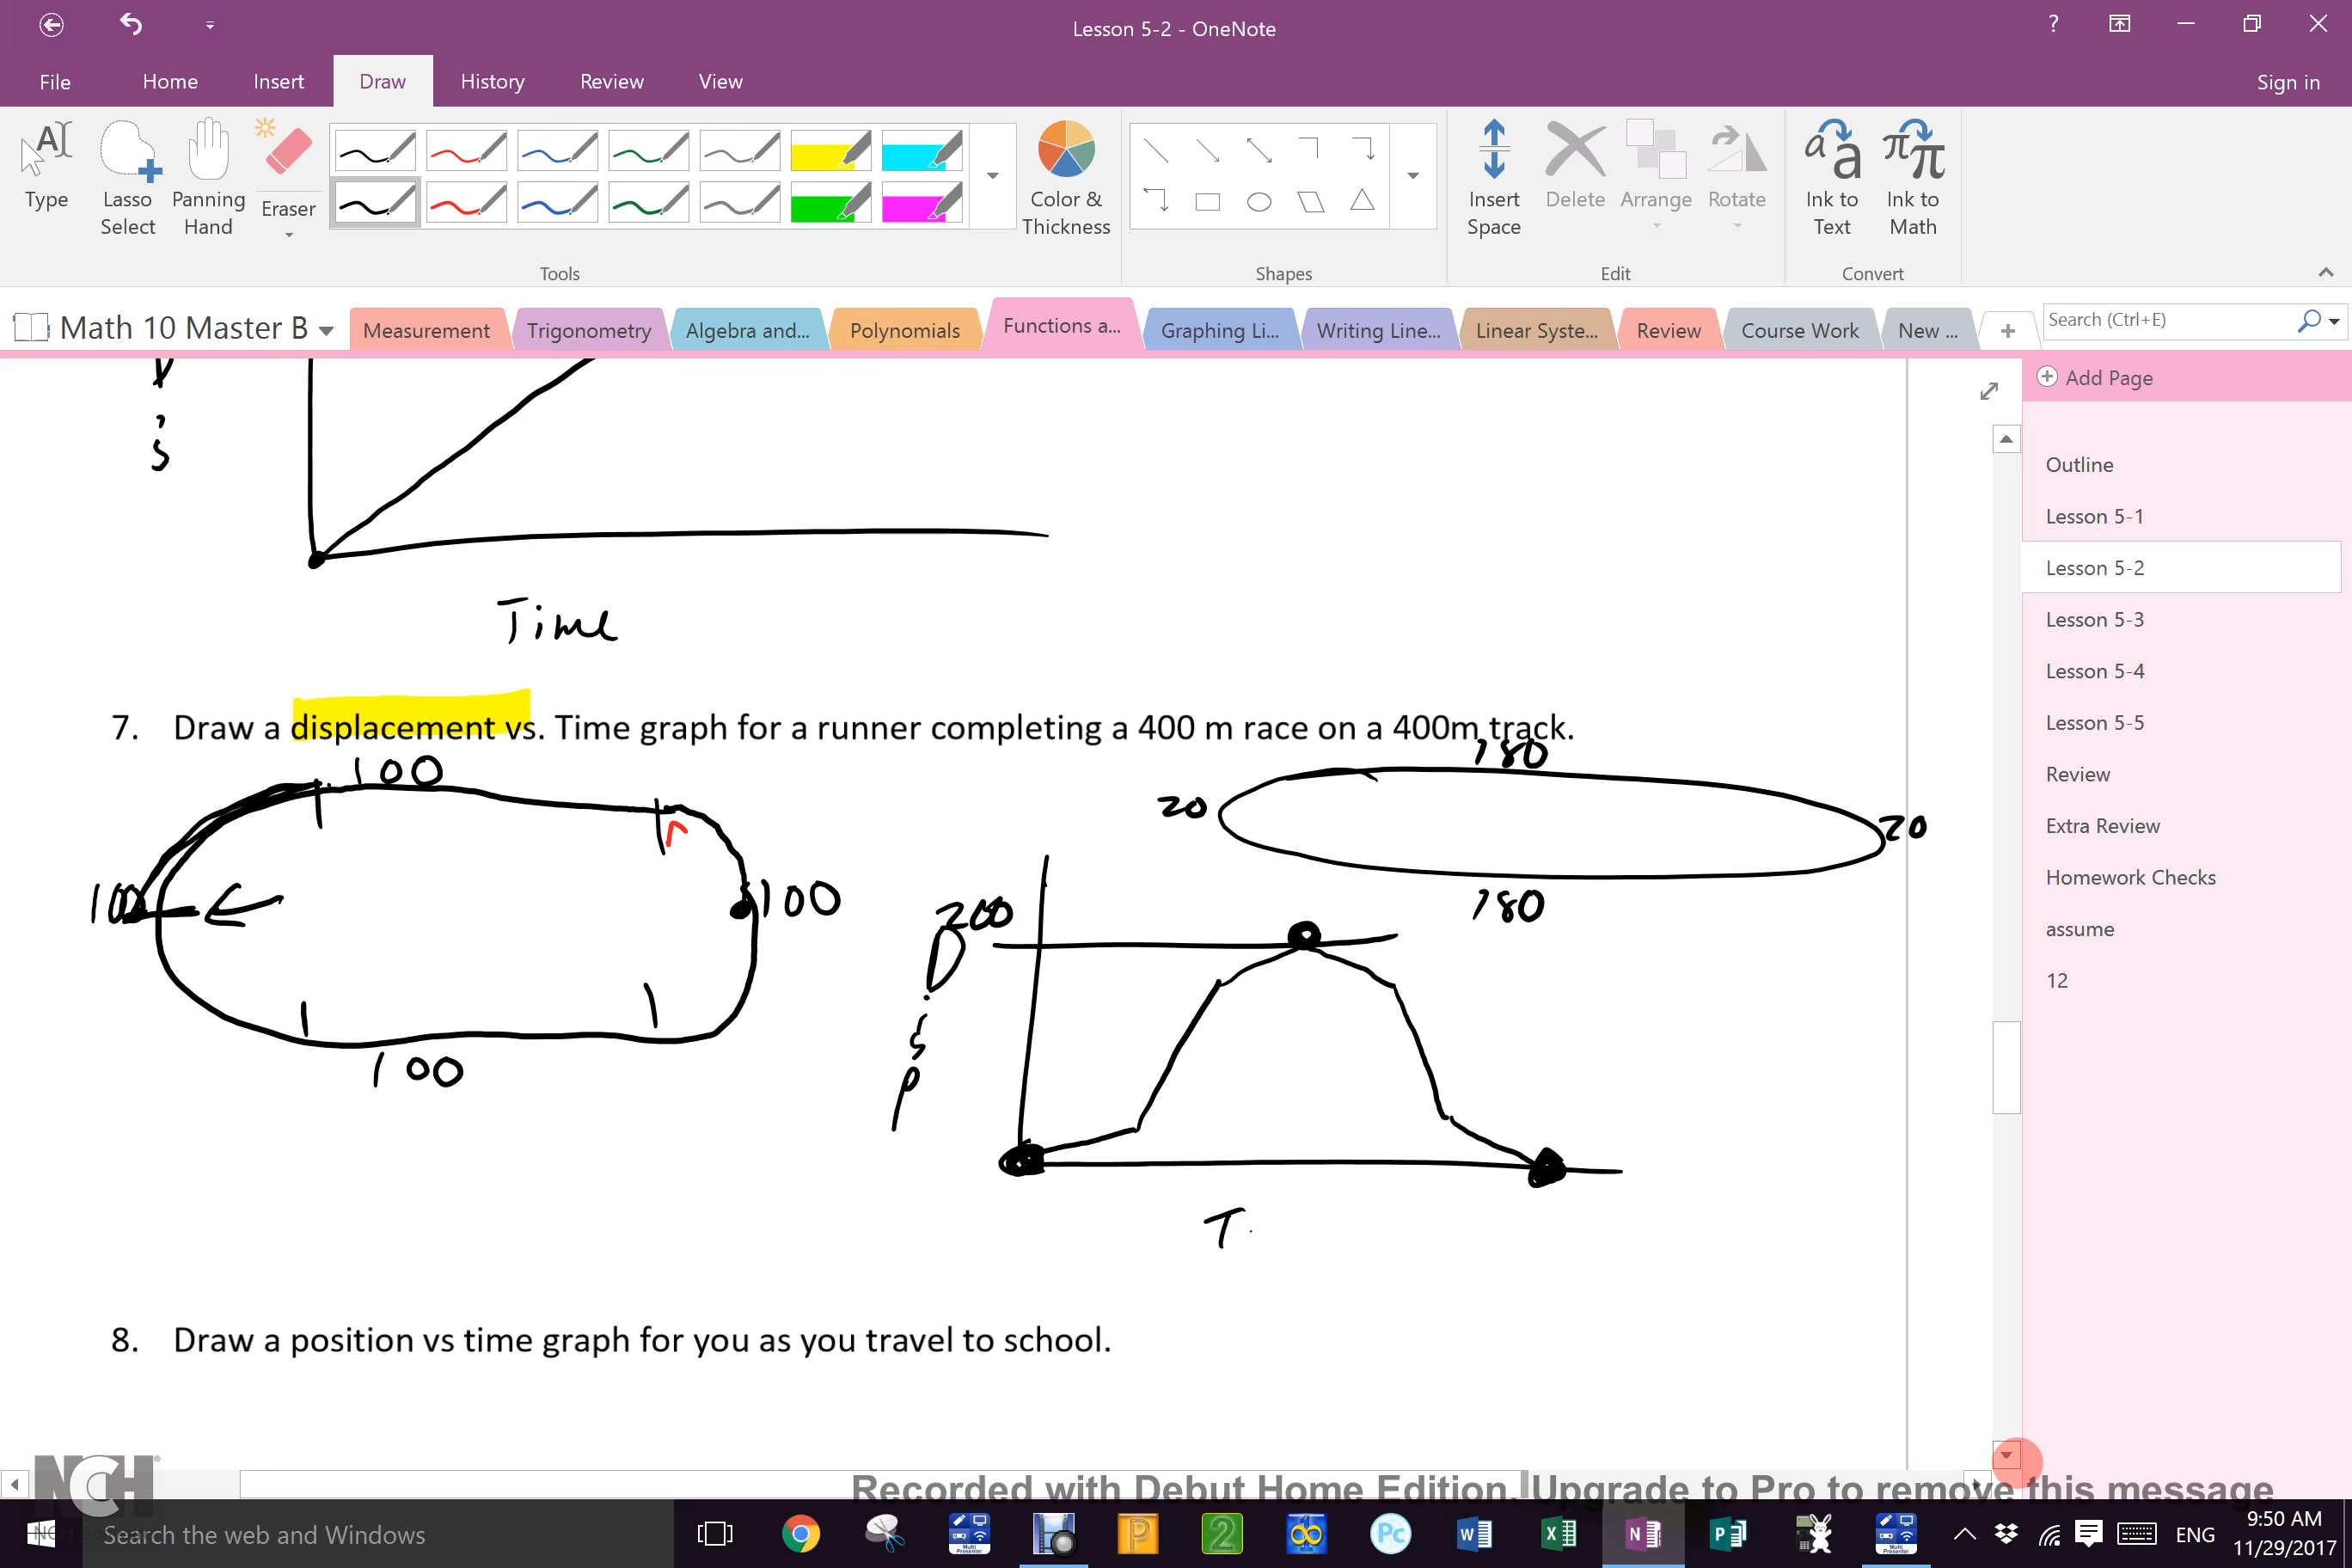 Lesson 5-2 - OneNote
?
File Home Insert Draw History Review View Sign in
Type
Lasso Select
Panning Hand
Eraser
Color & Thickness
Insert Space
Delete
Arrange
Rotate
Ink to Text
Ink to Math
Tools
Shapes
Edit
Convert
Math 10 Master B
Measurement Trigonometry Algebra and... Polynomials Functions a... Graphing Li... Writing Line... Linear Syste... Review Course Work New ... +
Search (Ctrl+E)
Add Page
Outline
Lesson 5-1
Lesson 5-2
Lesson 5-3
Lesson 5-4
Lesson 5-5
Review
Extra Review
Homework Checks
assume
12
D
i
s
Time
7. Draw a displacement vs. Time graph for a runner completing a 400 m race on a 400m track.
100
180
20
20
100
100
180
100
200
D
i
s
p
T.
8. Draw a position vs time graph for you as you travel to school.
NCH
Recorded with Debut Home Edition. Upgrade to Pro to remove this message
Search the web and Windows
ENG
9:50 AM
11/29/2017